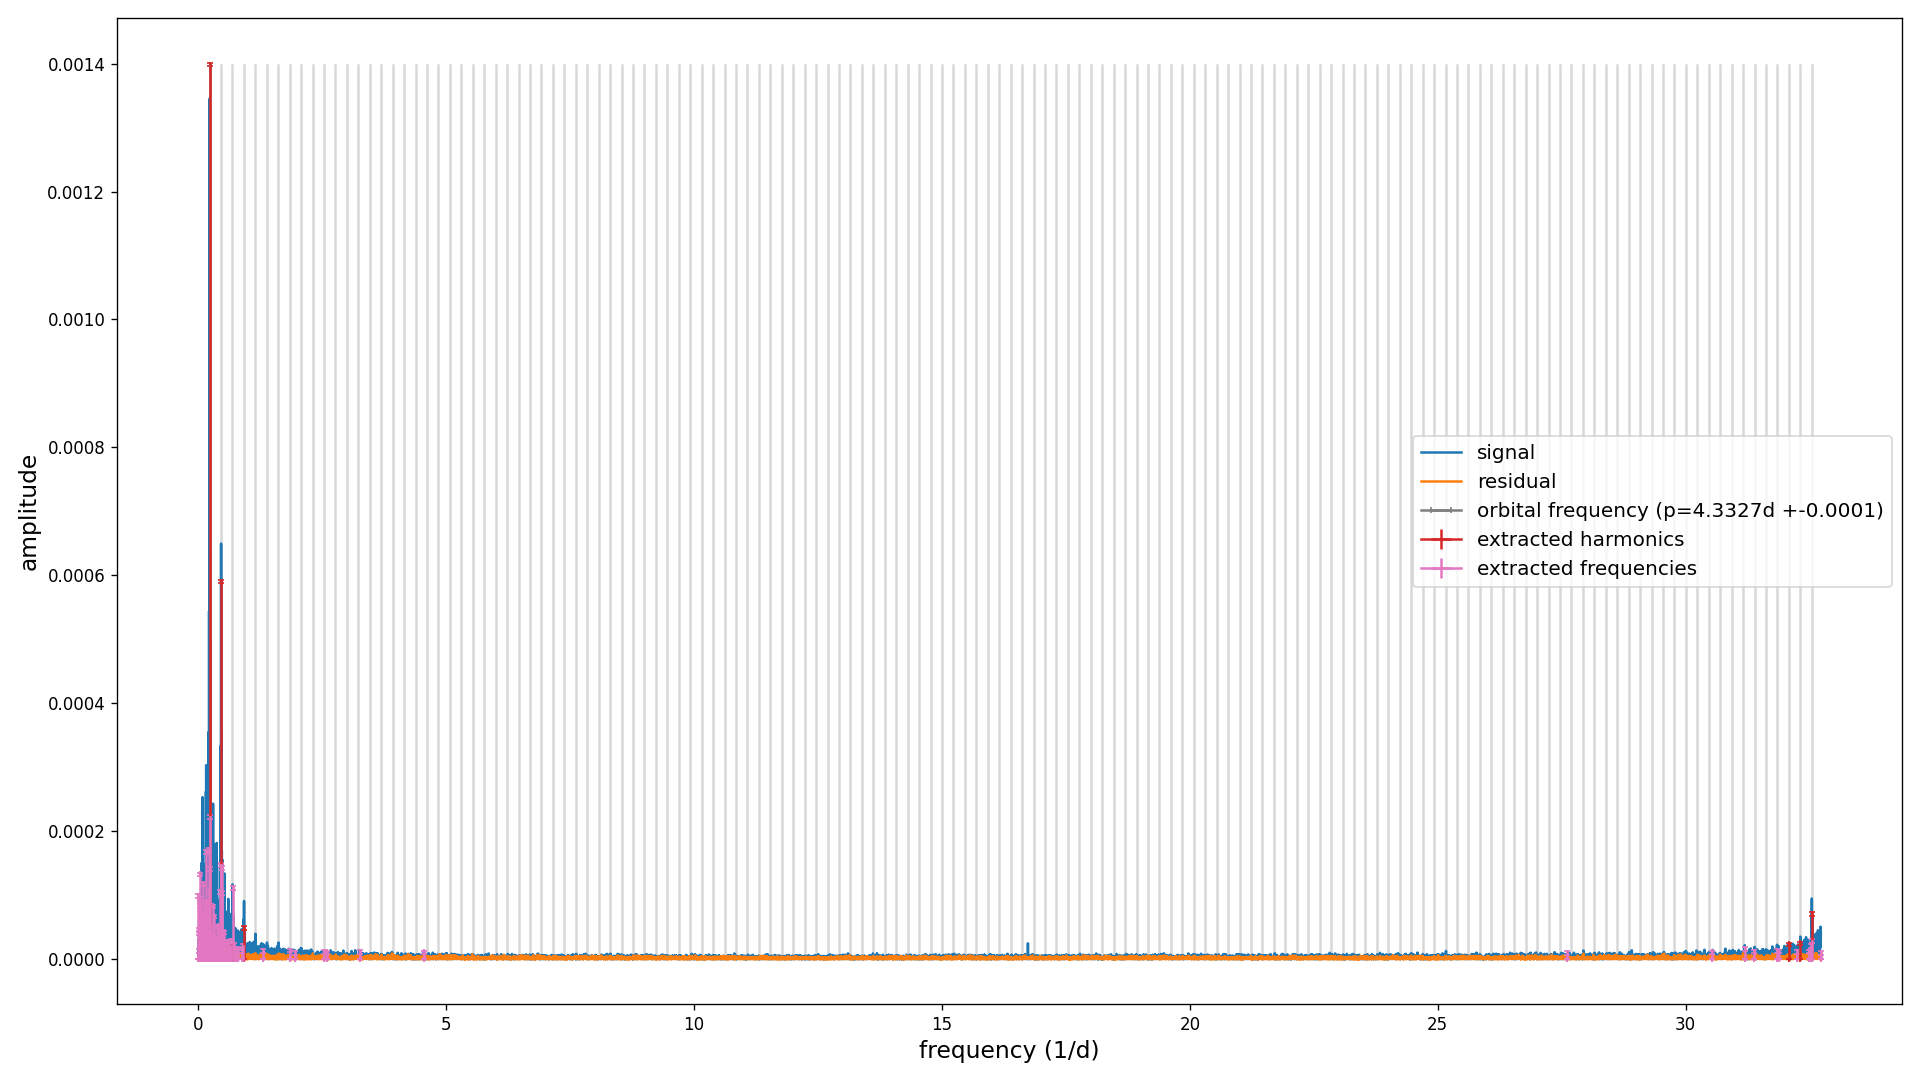 0.0014
0.0012
0.0010
0.0008
0.0006
0.0004
0.0002
0.0000
amplitude
signal
residual
orbital frequency (p=4.3327d +-0.0001)
extracted harmonics
extracted frequencies
0 5 10 15 20 25 30
frequency (1/d)